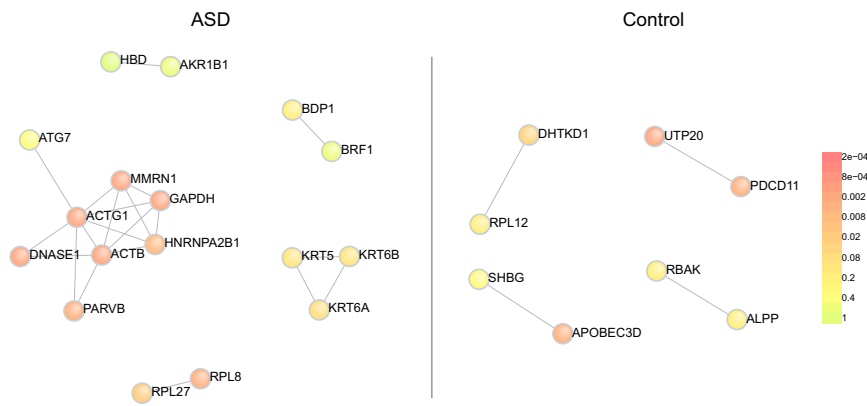 ASD
Control
HBD
AKR1B1
BDP1
ATG7
BRF1
DHTKD1
UTP20
2e−04
8e−04
0.002
0.008
0.02
0.08
0.2
0.4
1
MMRN1
GAPDH
PDCD11
ACTG1
RPL12
HNRNPA2B1
DNASE1
ACTB
KRT5
KRT6B
SHBG
RBAK
PARVB
KRT6A
APOBEC3D
ALPP
RPL8
RPL27